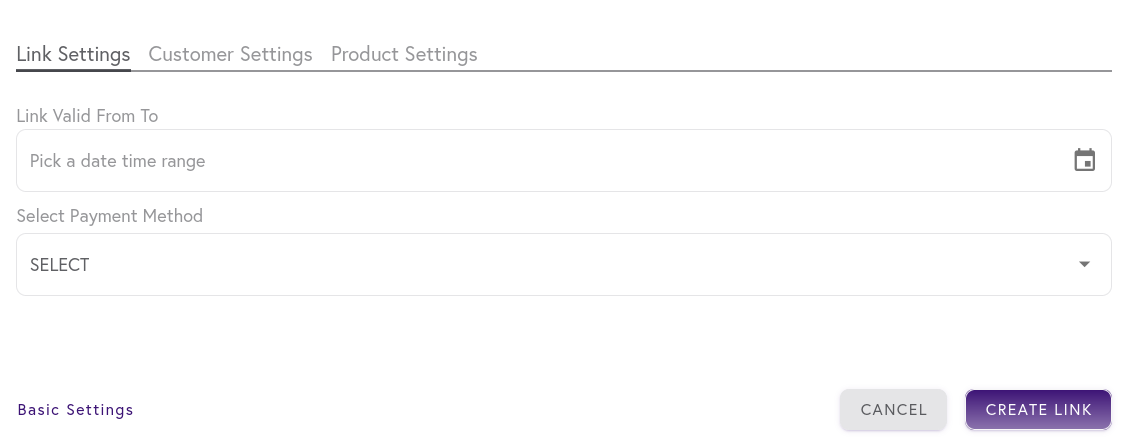 Link Settings Customer Settings Product Settings
Link Valid From To
Pick a date time range
Select Payment Method
SELECT
Basic Settings CANCEL CREATE LINK